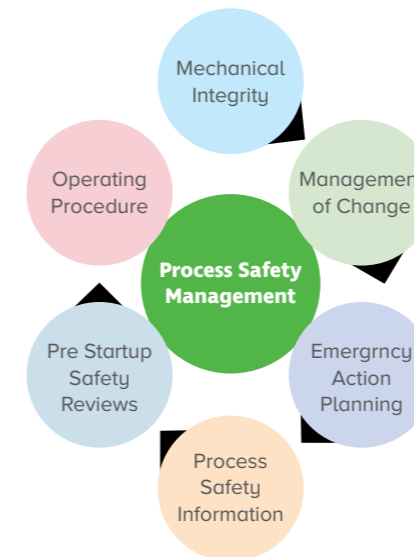 Mechanical
Integrity
Operating
Procedure
Managemen
of Change
Process Safety
Management
Pre Startup
Safety
Reviews
Emergrncy
Action
Planning
Process
Safety
Information